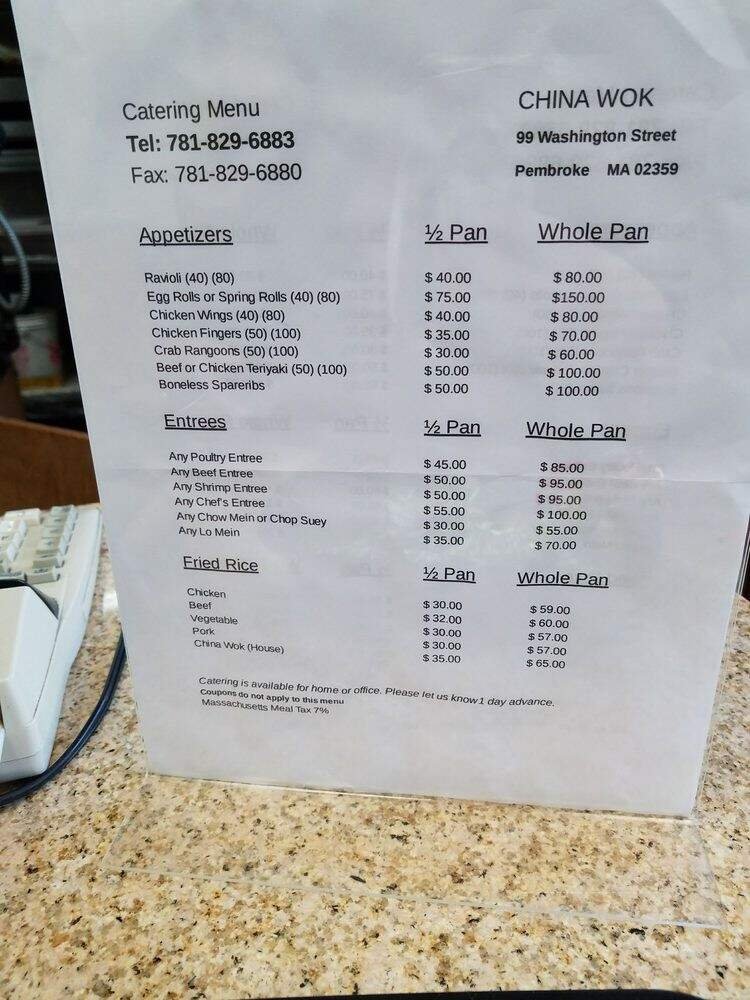 Catering Menu CHINA WOK
Tel: 781-829-6883 99 Washington Street
Fax: 781-829-6880 Pembroke MA 02359
Appetizers ½ Pan Whole Pan
Ravioli (40) (80) $ 40.00 $ 80.00
Egg Rolls or Spring Rolls (40) (80) $ 75.00 $150.00
Chicken Wings (40) (80) $ 40.00 $ 80.00
Chicken Fingers (50) (100) $ 35.00 $ 70.00
Crab Rangoons (50) (100) $ 30.00 $ 60.00
Beef or Chicken Teriyaki (50) (100) $ 50.00 $ 100.00
Boneless Spareribs $ 50.00 $ 100.00
Entrees ½ Pan Whole Pan
Any Poultry Entree $ 45.00 $ 85.00
Any Beef Entree $ 50.00 $ 95.00
Any Shrimp Entree $ 50.00 $ 95.00
Any Chef's Entree $ 55.00 $ 100.00
Any Chow Mein or Chop Suey $ 30.00 $ 55.00
Any Lo Mein $ 35.00 $ 70.00
Fried Rice ½ Pan Whole Pan
Chicken $ 30.00 $ 59.00
Beef $ 32.00 $ 60.00
Vegetable $ 30.00 $ 57.00
Pork $ 30.00 $ 57.00
China Wok (House) $ 35.00 $ 65.00
Catering is available for home or office. Please let us know 1 day advance.
Coupons do not apply to this menu
Massachusetts Meal Tax 7%